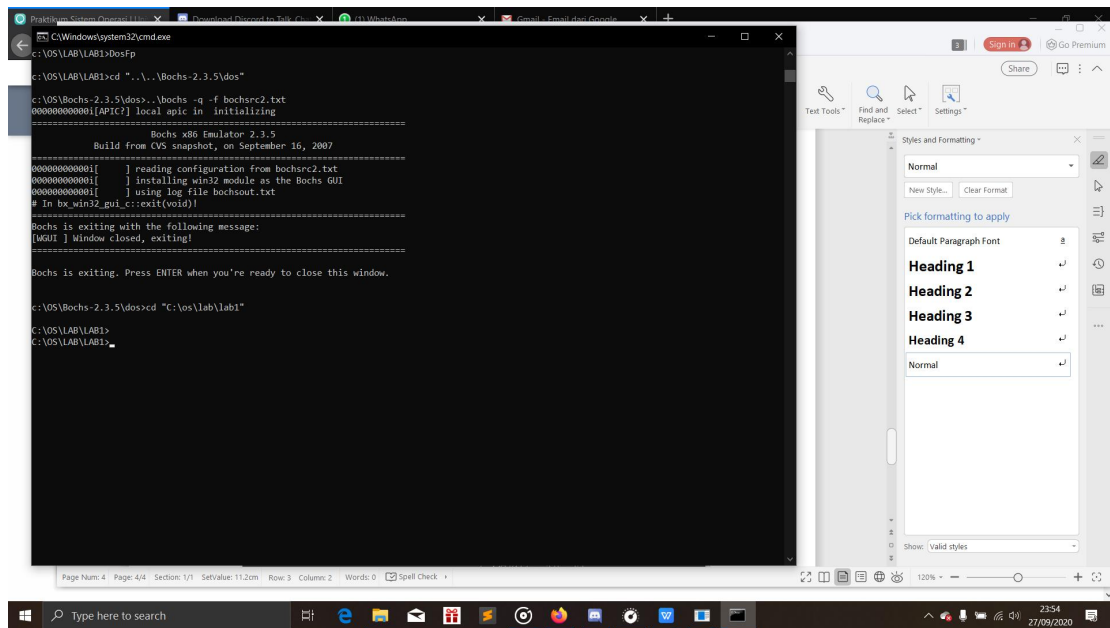 Praktikum Sistem Operasi | Un
Download Discord to Talk, Cha
(1) WhatsApp
Gmail - Email dari Google
C:\Windows\system32\cmd.exe
3
Sign in
Go Premium
c:\OS\LAB\LAB1>DosFp
c:\OS\LAB\LAB1>cd "..\..\Bochs-2.3.5\dos"
c:\OS\Bochs-2.3.5\dos>..\bochs -q -f bochsrc2.txt
00000000000i[APIC?] local apic in  initializing
========================================================================
Bochs x86 Emulator 2.3.5
Build from CVS snapshot, on September 16, 2007
========================================================================
00000000000i[     ] reading configuration from bochsrc2.txt
00000000000i[     ] installing win32 module as the Bochs GUI
00000000000i[     ] using log file bochsout.txt
# In bx_win32_gui_c::exit(void)!
========================================================================
Bochs is exiting with the following message:
[WGUI ] Window closed, exiting!
========================================================================
Bochs is exiting. Press ENTER when you're ready to close this window.
c:\OS\Bochs-2.3.5\dos>cd "C:\os\lab\lab1"
C:\OS\LAB\LAB1>
C:\OS\LAB\LAB1>_
Share
Text Tools
Find and Replace
Select
Settings
Styles and Formatting
Normal
New Style...
Clear Format
Pick formatting to apply
Default Paragraph Font a
Heading 1
Heading 2
Heading 3
Heading 4
Normal
Show: Valid styles
Page Num: 4 Page: 4/4 Section: 1/1 SetValue: 11.2cm Row: 3 Column: 2 Words: 0 Spell Check
120%
Type here to search
23:54
27/09/2020